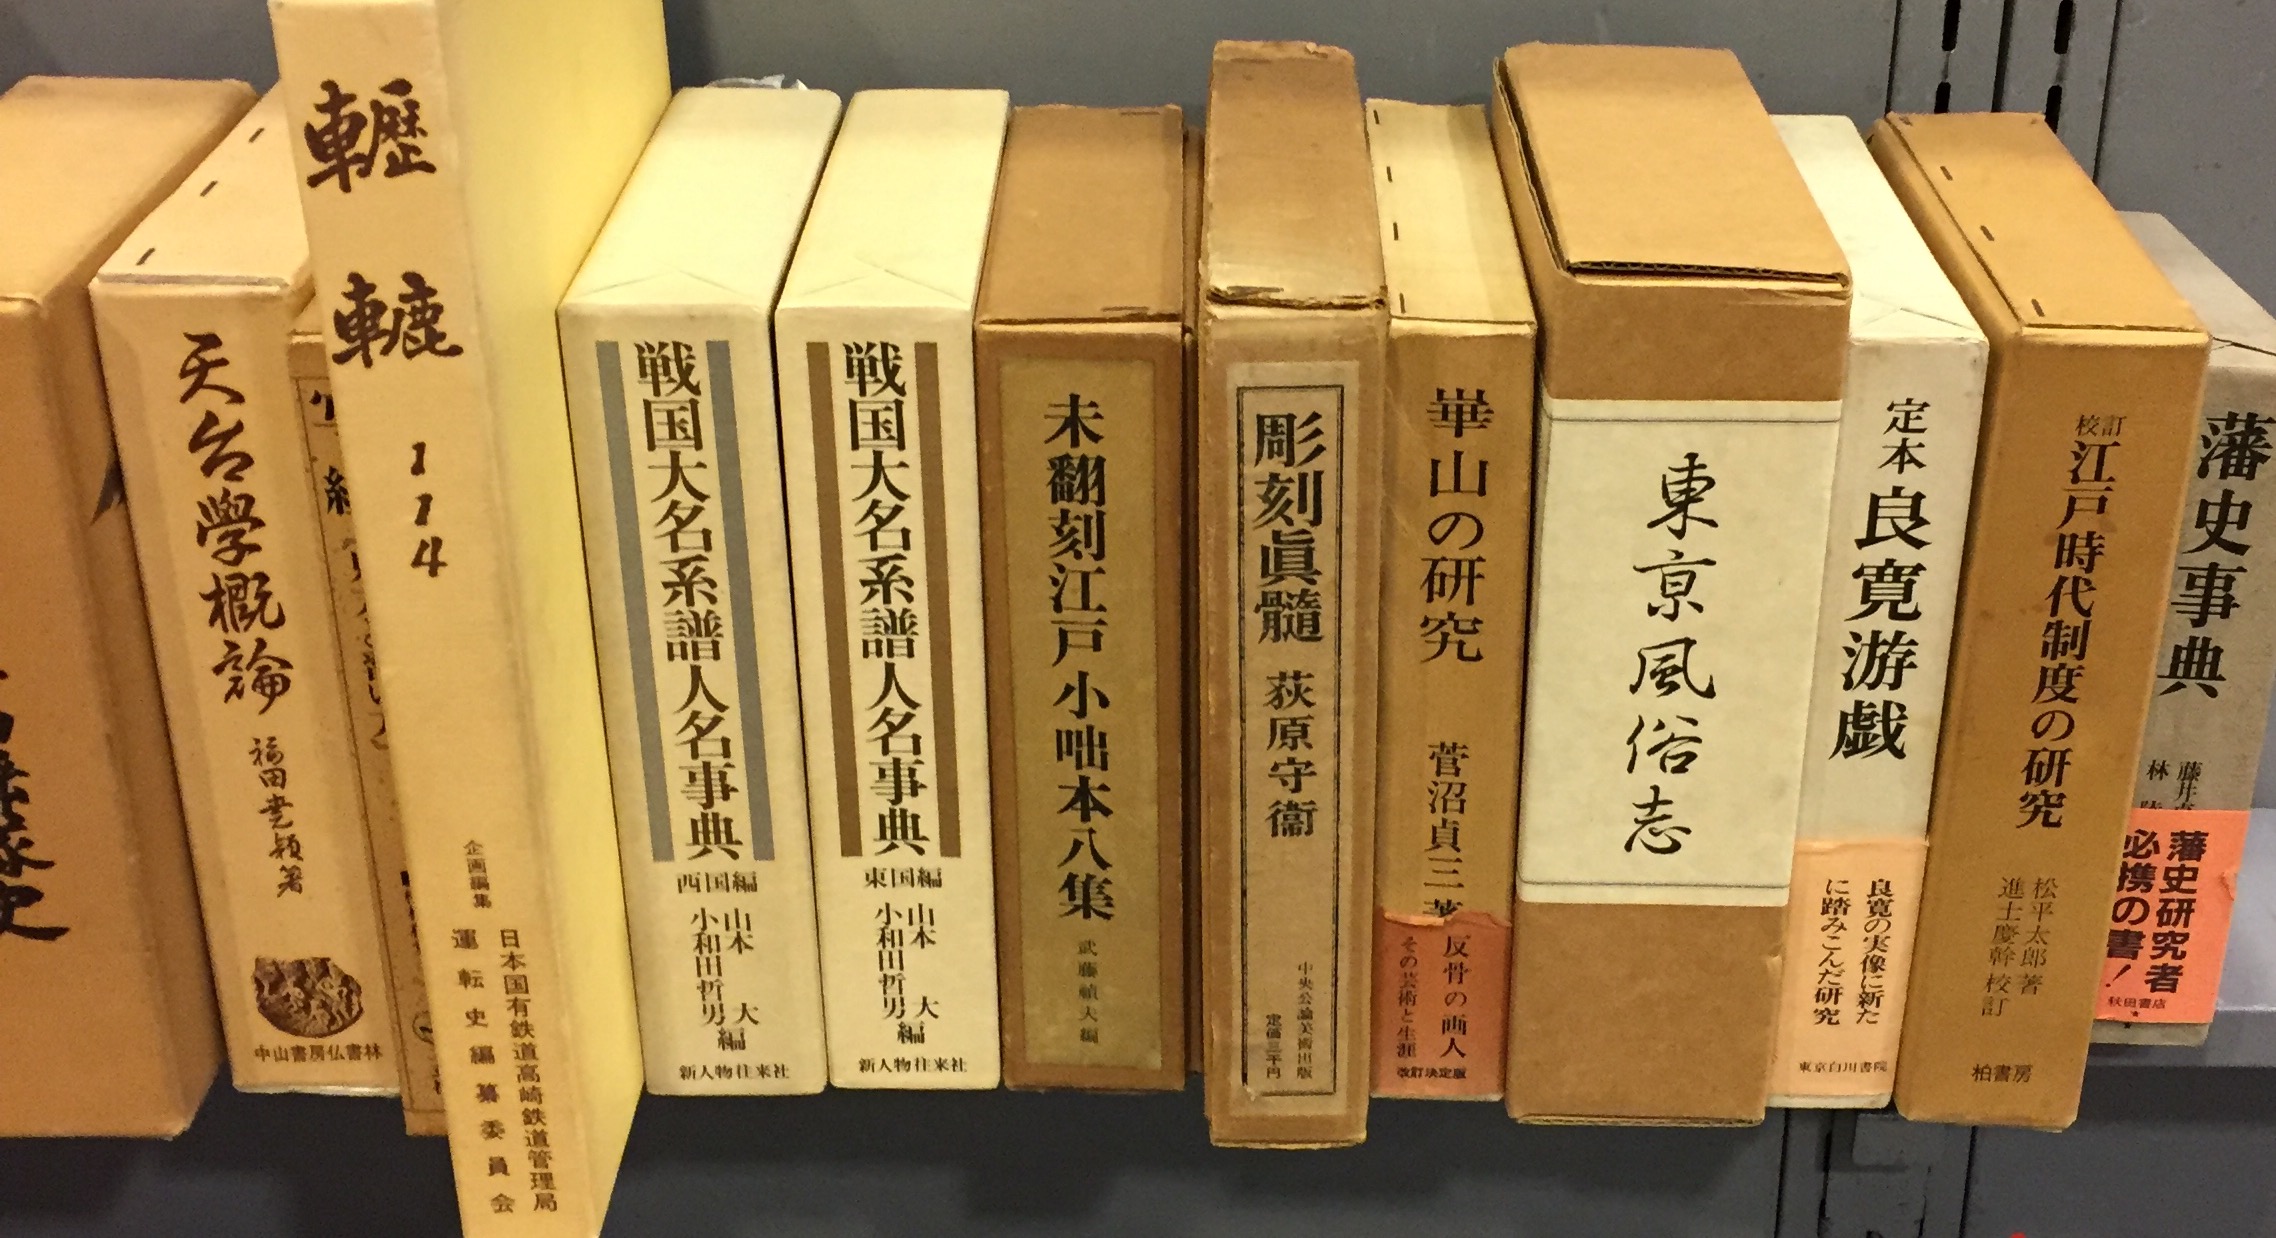 天台學概論
福田堯穎著
中山書房仏書林
轣轆
114
企画編集
日本国有鉄道高崎鉄道管理局
運転史編纂委員会
戦国大名系譜人名事典
西国編
山本 大
小和田哲男 編
新人物往来社
戦国大名系譜人名事典
東国編
山本 大
小和田哲男 編
新人物往来社
未翻刻江戸小咄本八集
武藤禎夫編
彫刻眞髓
荻原守衞
中央公論美術出版
定価三千円
崋山の研究
菅沼貞三著
反骨の画人
その芸術と生涯
改訂決定版
東京風俗志
定本
良寛游戯
良寛の実像に新た
に踏みこんだ研究
東京白川書院
校訂
江戸時代制度の研究
松平太郎 著
進士慶幹 校訂
柏書房
藩史事典
藤井
林
藩史研究者
必携の書!
秋田書店